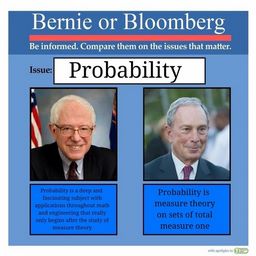 Bernie or Bloomberg
Be informed. Compare them on the issues that matter.
Issue: Probability
Probability is a deep and
fascinating subject with
applications throughout math
and engineering that really
only begins after the study of
measure theory
Probability is
measure theory
on sets of total
measure one